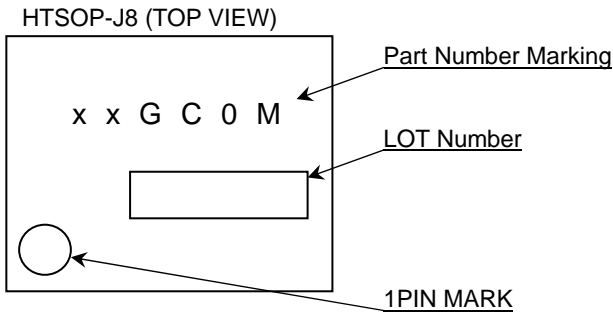 HTSOP-J8 (TOP VIEW)
Part Number Marking
x x G C 0 M
LOT Number
1PIN MARK